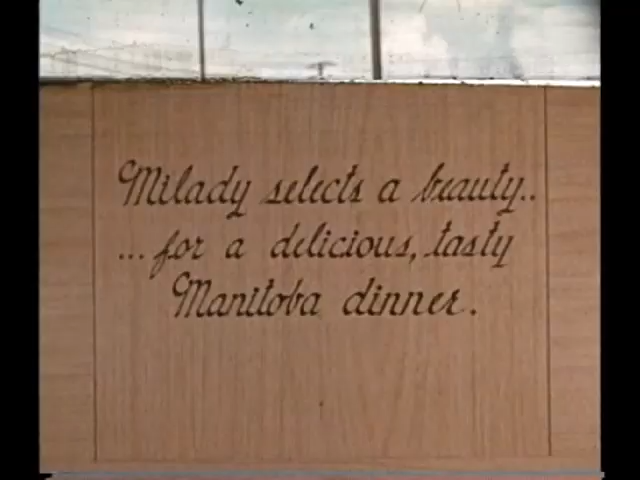 Milady selects a beauty..
...for a delicious, tasty
Manitoba dinner.